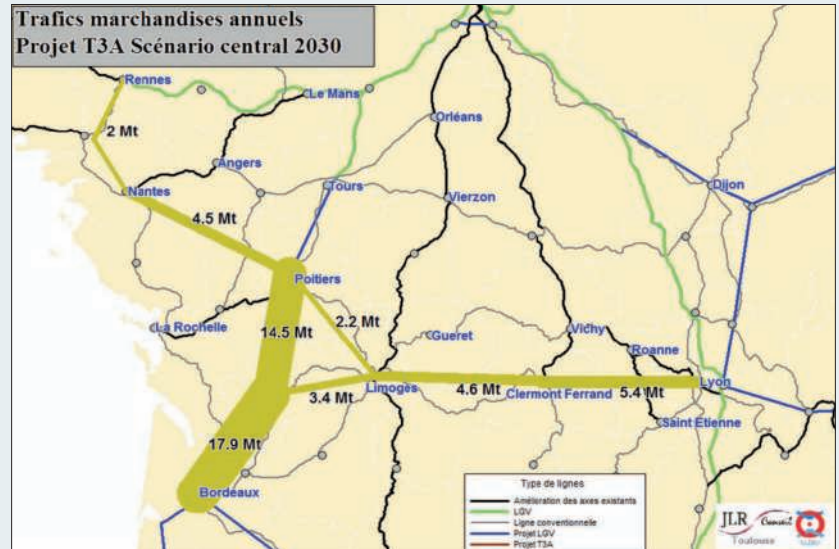 Trafics marchandises annuels
Projet T3A Scénario central 2030
Rennes
Le Mans
2 Mt
Orléans
Angers
Nantes
Tours
Vierzon
Dijon
4.5 Mt
Poitiers
La Rochelle
14.5 Mt
2.2 Mt
Gueret
Vichy
Roanne
Limoges
Lyon
3.4 Mt
4.6 Mt
Clermont Ferrand
5.4 Mt
Saint Etienne
17.9 Mt
Bordeaux
Type de lignes
Amélioration des axes existants
LGV
Ligne conventionnelle
Projet LGV
Projet T3A
JLR Conseil
Toulouse